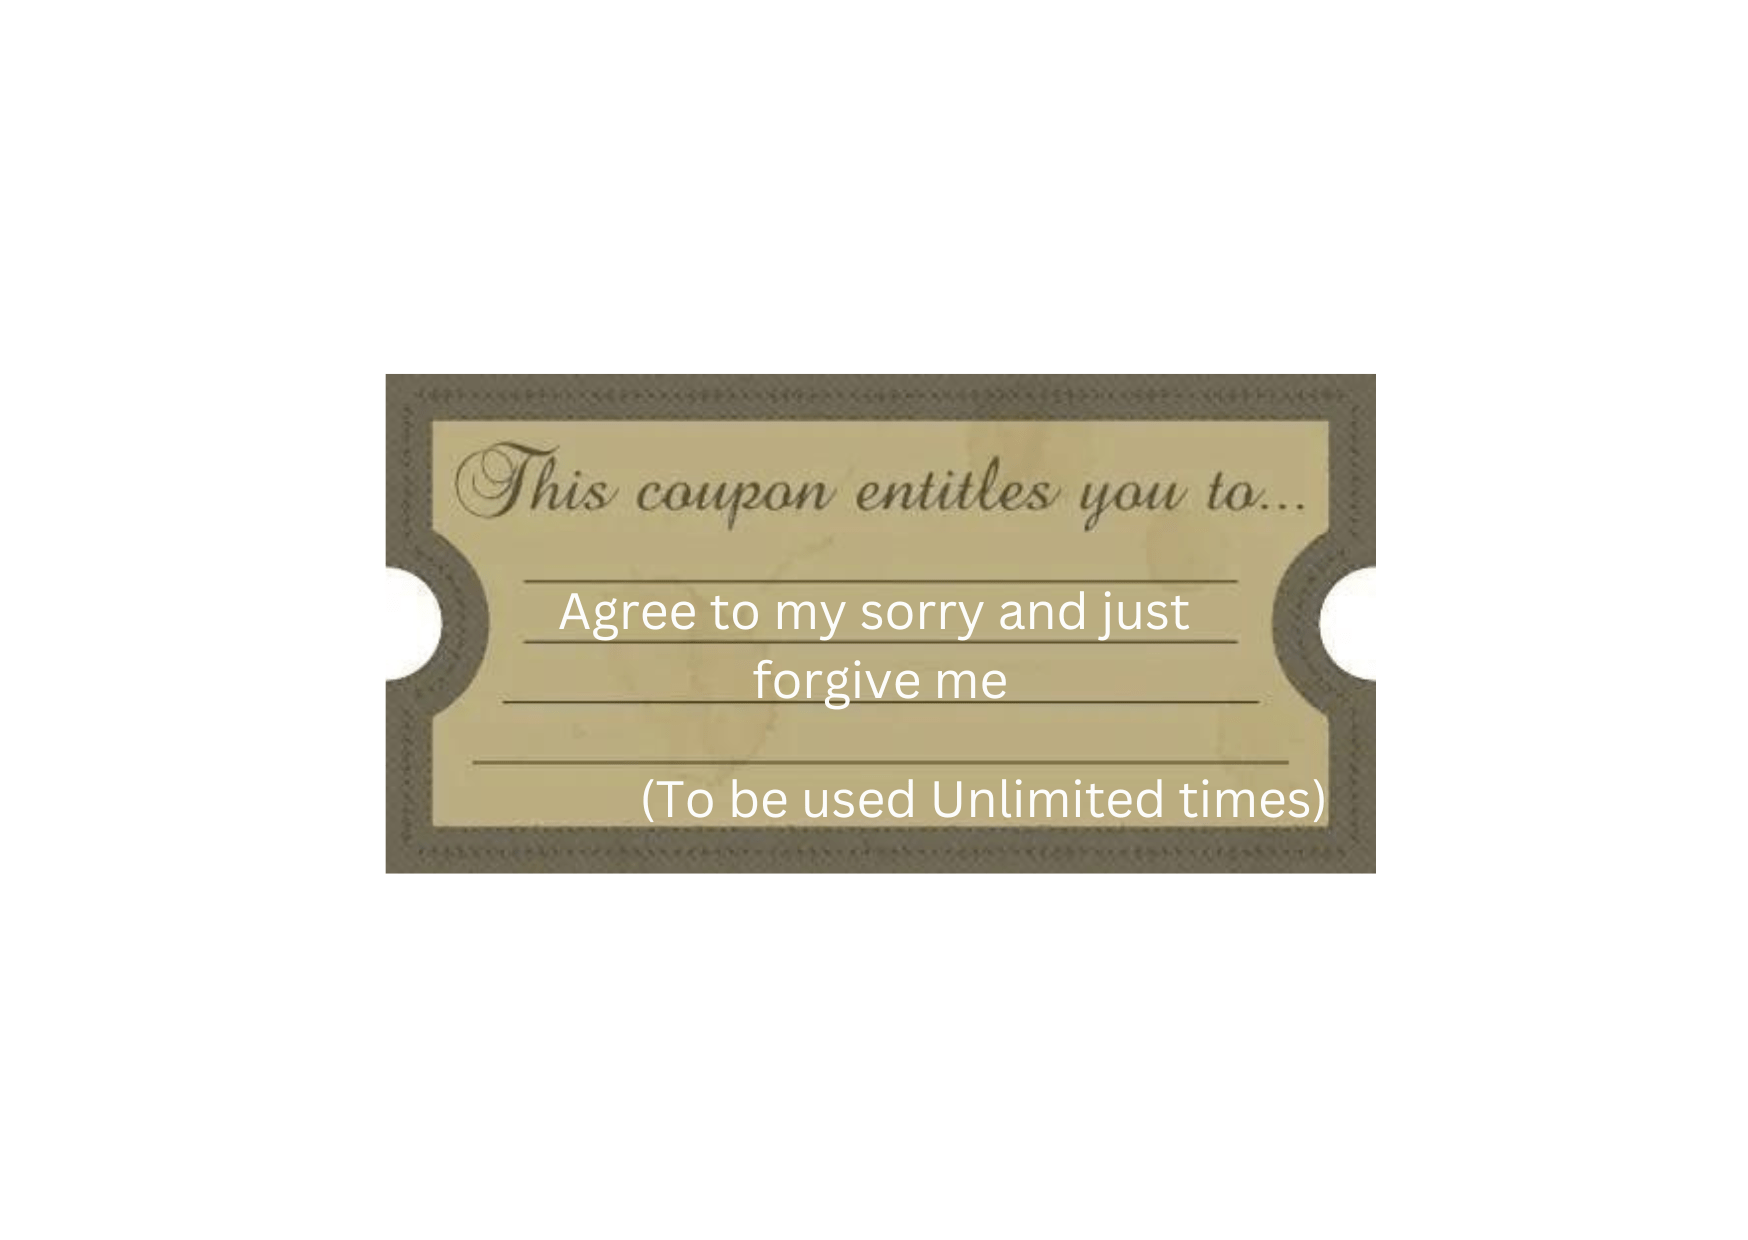 This coupon entitles you to...
Agree to my sorry and just
forgive me
(To be used Unlimited times)